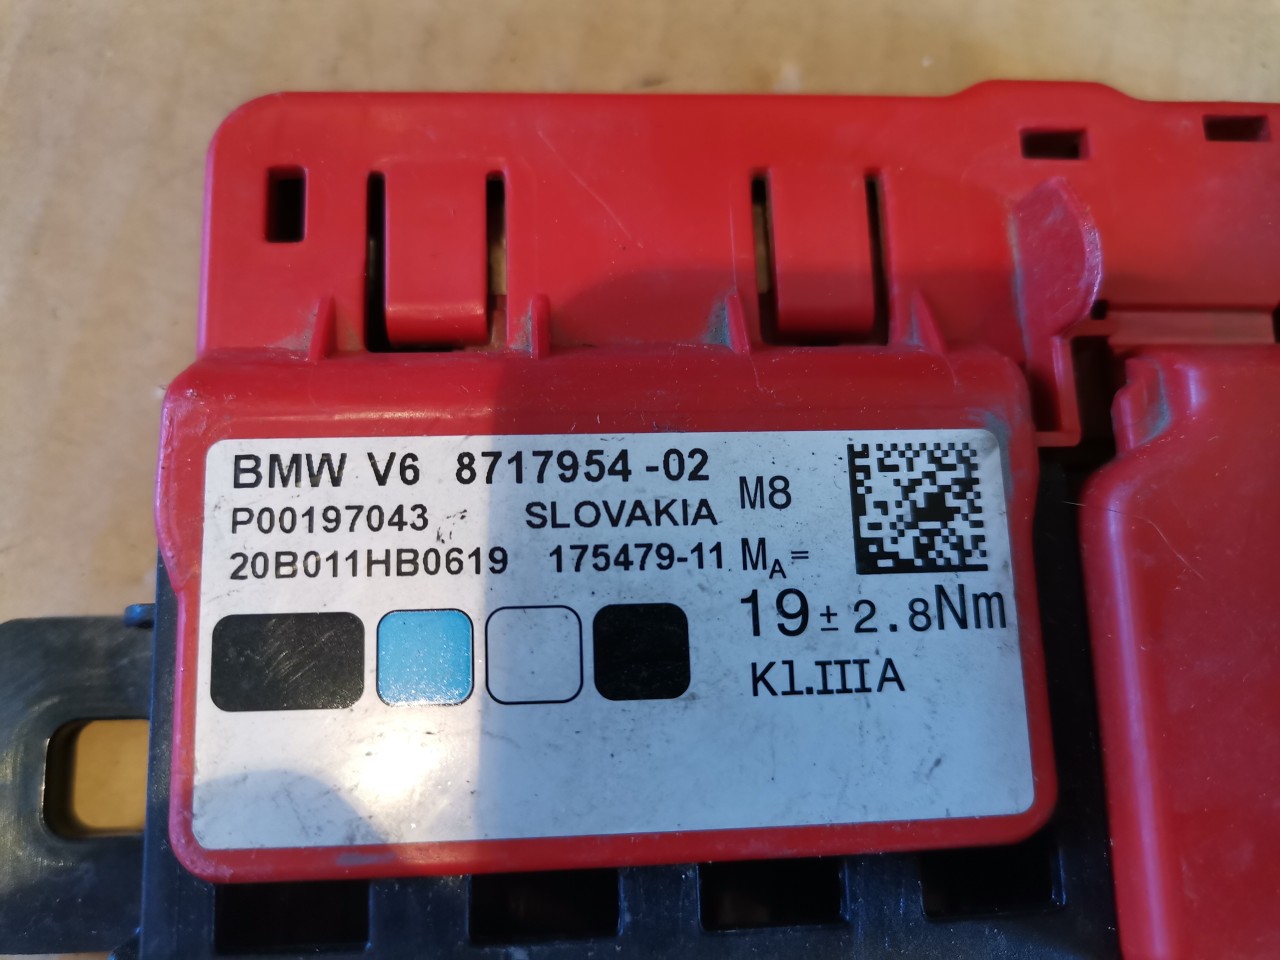 BMW V6 8717954-02
P00197043 SLOVAKIA M8
20B011HB0619 175479-11 MA=
19±2.8Nm
Kl.IIIA